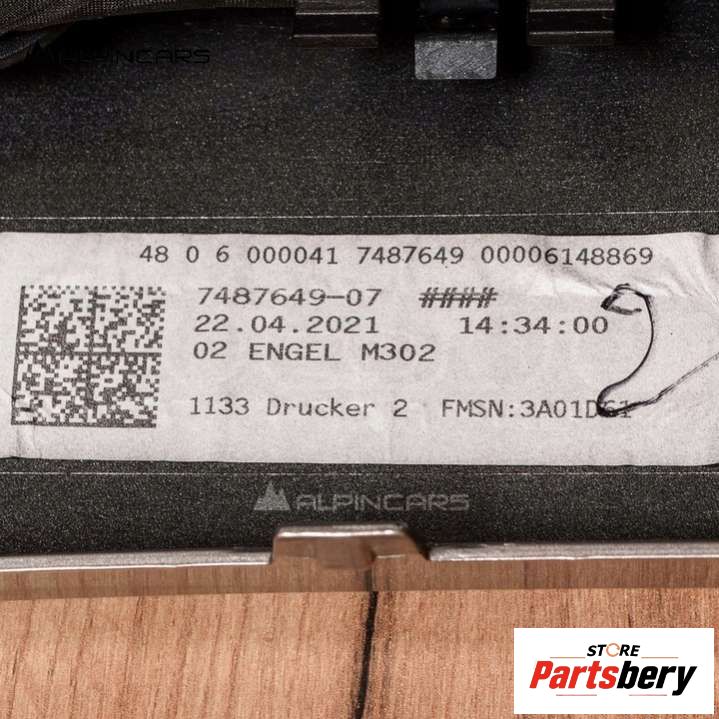 ALPINCARS
48 0 6 000041 7487649 00006148869
7487649-07 ####
22.04.2021 14:34:00
02 ENGEL M302
1133 Drucker 2 FMSN:3A01D61
ALPINCARS
STORE
Partsbery